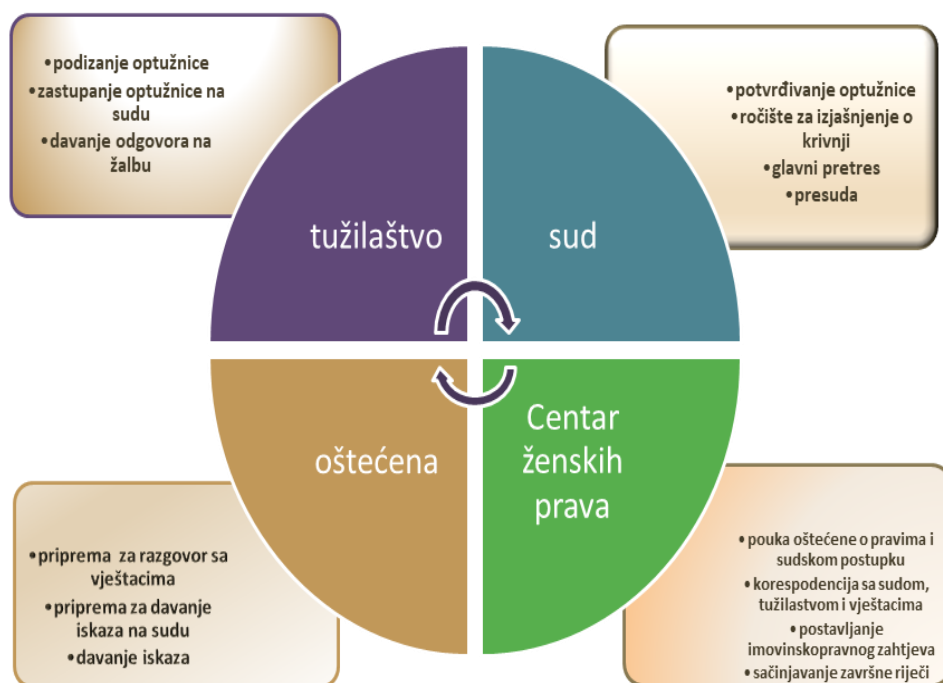 •podizanje optužnice
•zastupanje optužnice na
sudu
•davanje odgovora na
žalbu
•potvrđivanje optužnice
•ročište za izjašnjenje o
krivnji
•glavni pretres
•presuda
tužilaštvo
sud
oštećena
Centar
ženskih
prava
•priprema za razgovor sa
vještacima
•priprema za davanje
iskaza na sudu
•davanje iskaza
•pouka oštećene o pravima i
sudskom postupku
•korespodencija sa sudom,
tužilastvom i vještacima
•postavljanje
imovinskopravnog zahtjeva
•sačinjavanje završne riječi